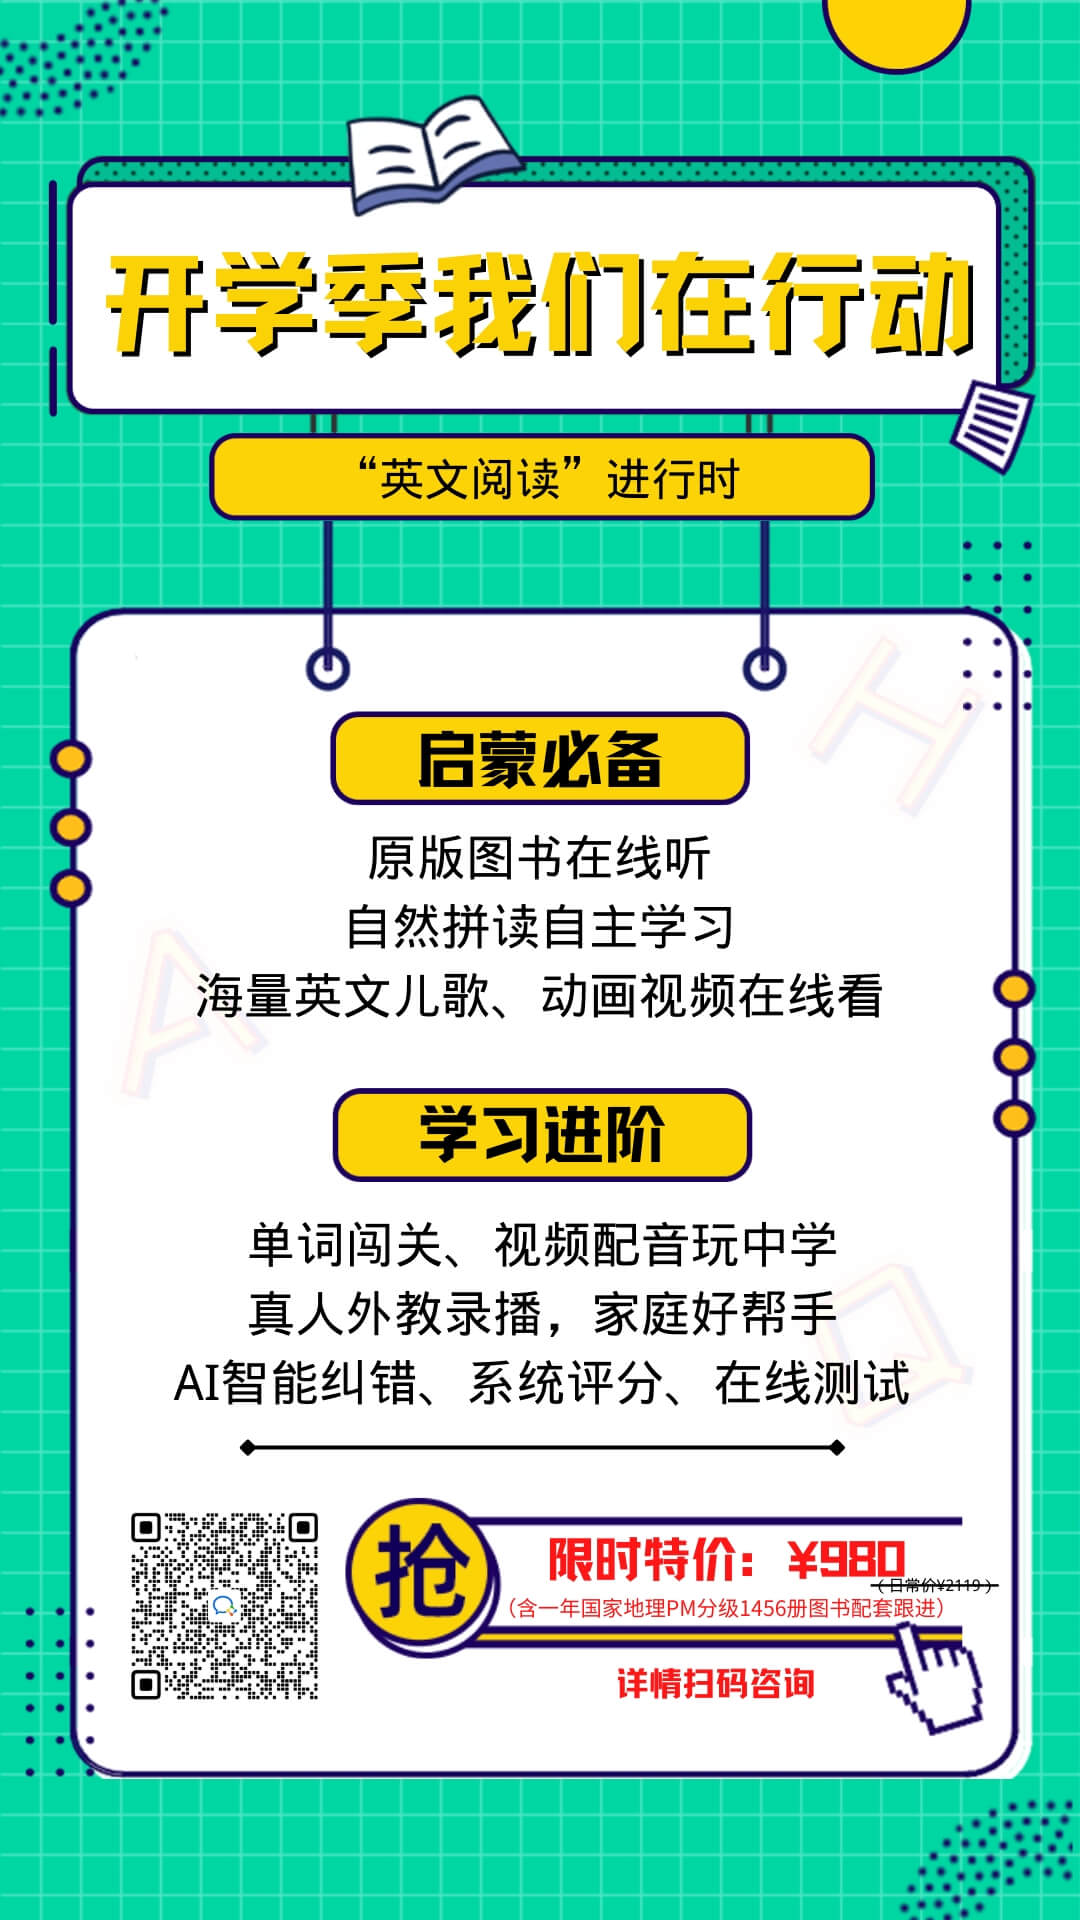 开学季我们在行动
“英文阅读”进行时
启蒙必备
原版图书在线听
自然拼读自主学习
海量英文儿歌、动画视频在线看
学习进阶
单词闯关、视频配音玩中学
真人外教录播，家庭好帮手
AI智能纠错、系统评分、在线测试
抢
限时特价：¥980
（日常价¥2119）
（含一年国家地理PM分级1456册图书配套跟进）
详情扫码咨询
A
H
Q